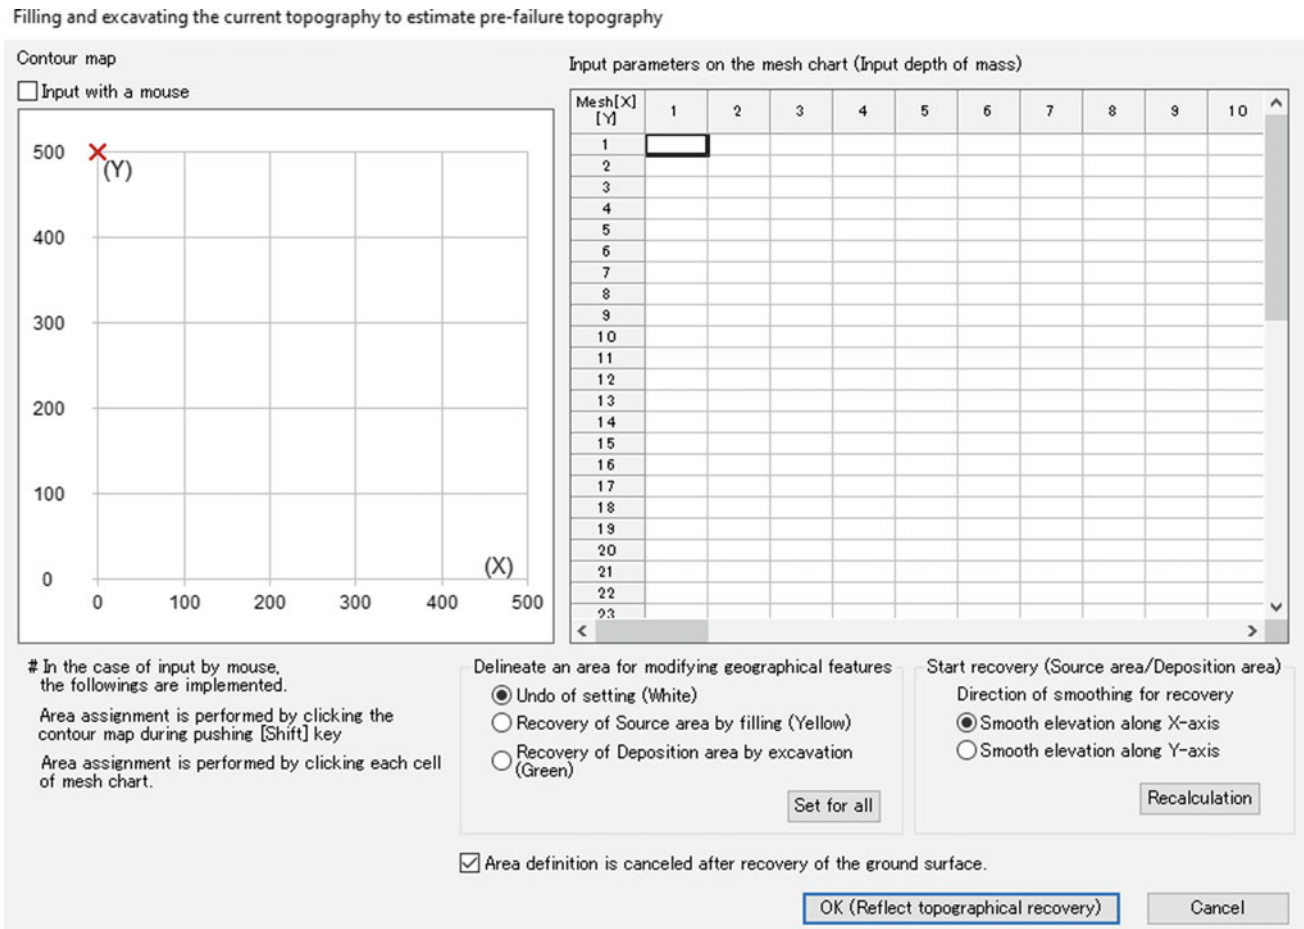 Filling and excavating the current topography to estimate pre-failure topography
Contour map
Input with a mouse
500
(Y)
400
300
200
100
0
(X)
0 100 200 300 400 500
Input parameters on the mesh chart (Input depth of mass)
Mesh[X] 1 2 3 4 5 6 7 8 9 10
[Y]
1
2
3
4
5
6
7
8
9
10
11
12
13
14
15
16
17
18
19
20
21
22
23
# In the case of input by mouse,
the followings are implemented.
Area assignment is performed by clicking the
contour map during pushing [Shift] key
Area assignment is performed by clicking each cell
of mesh chart.
Delineate an area for modifying geographical features
Undo of setting (White)
Recovery of Source area by filling (Yellow)
Recovery of Deposition area by excavation
(Green)
Set for all
Start recovery (Source area/Deposition area)
Direction of smoothing for recovery
Smooth elevation along X-axis
Smooth elevation along Y-axis
Recalculation
Area definition is canceled after recovery of the ground surface.
OK (Reflect topographical recovery)
Cancel